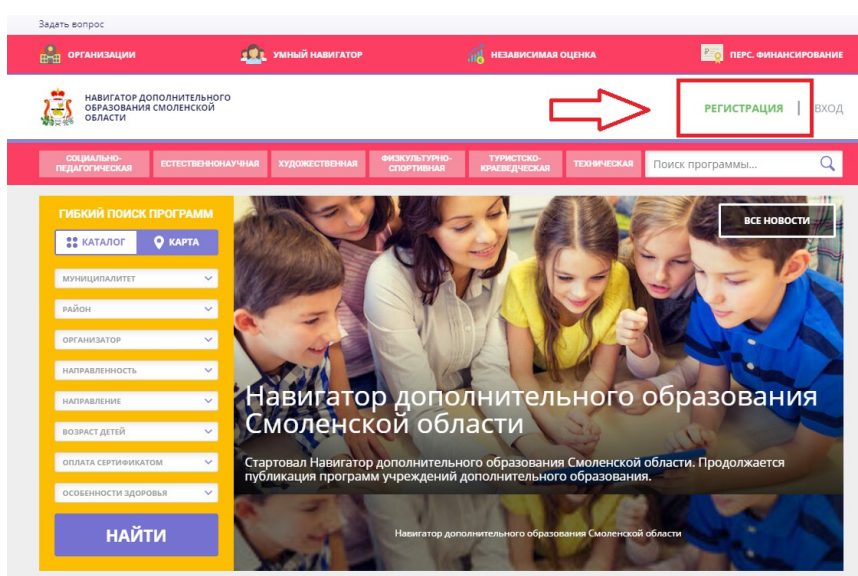 Задать вопрос
ОРГАНИЗАЦИИ
УМНЫЙ НАВИГАТОР
НЕЗАВИСИМАЯ ОЦЕНКА
ПЕРС. ФИНАНСИРОВАНИЕ
НАВИГАТОР ДОПОЛНИТЕЛЬНОГО
ОБРАЗОВАНИЯ СМОЛЕНСКОЙ
ОБЛАСТИ
РЕГИСТРАЦИЯ
ВХОД
СОЦИАЛЬНО-
ПЕДАГОГИЧЕСКАЯ
ЕСТЕСТВЕННОНАУЧНАЯ
ХУДОЖЕСТВЕННАЯ
ФИЗКУЛЬТУРНО-
СПОРТИВНАЯ
ТУРИСТСКО-
КРАЕВЕДЧЕСКАЯ
ТЕХНИЧЕСКАЯ
Поиск программы...
ГИБКИЙ ПОИСК ПРОГРАММ
КАТАЛОГ
КАРТА
МУНИЦИПАЛИТЕТ
РАЙОН
ОРГАНИЗАТОР
НАПРАВЛЕННОСТЬ
НАПРАВЛЕНИЕ
ВОЗРАСТ ДЕТЕЙ
ОПЛАТА СЕРТИФИКАТОМ
ОСОБЕННОСТИ ЗДОРОВЬЯ
НАЙТИ
ВСЕ НОВОСТИ
Навигатор дополнительного образования
Смоленской области
Стартовал Навигатор дополнительного образования Смоленской области. Продолжается
публикация программ учреждений дополнительного образования.
Навигатор дополнительного образования Смоленской области